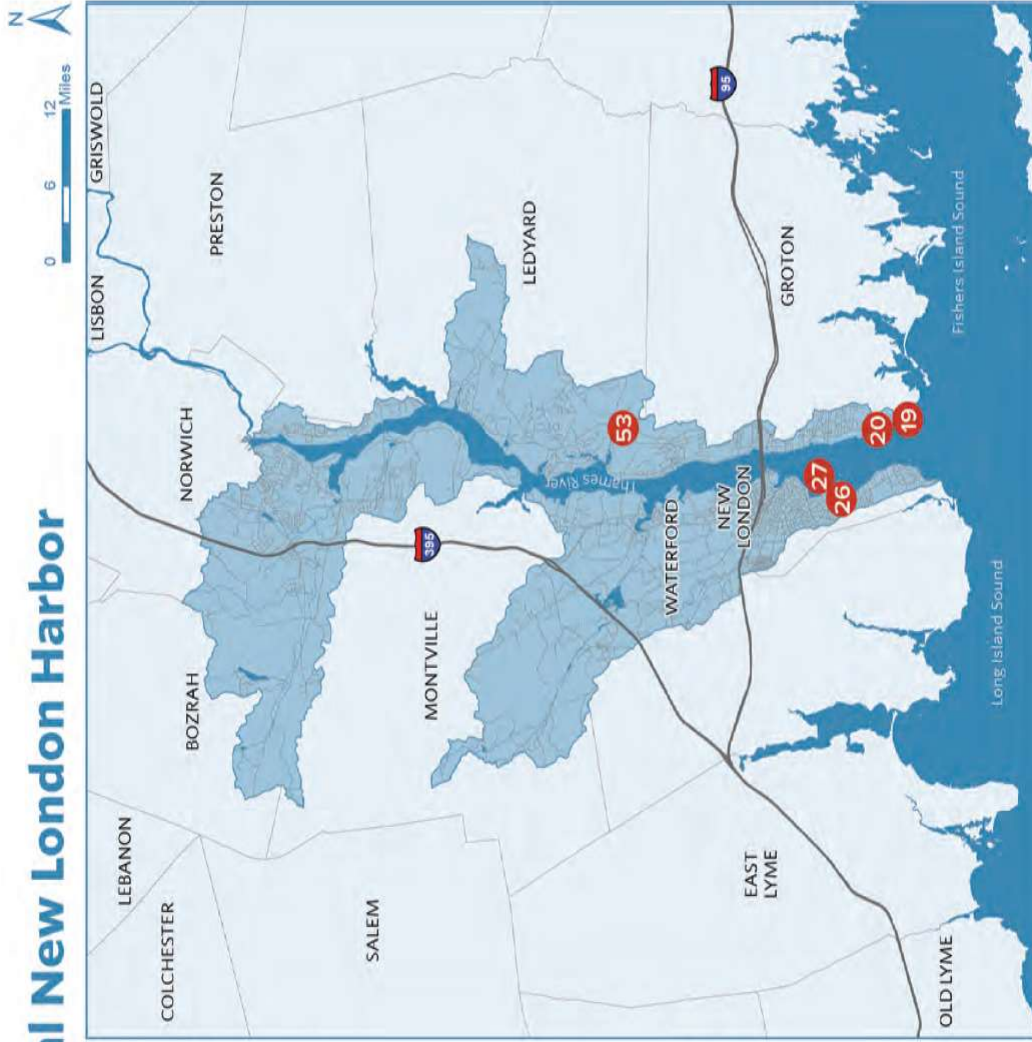 New London Harbor
N
0 6 12
Miles
LISBON
GRISWOLD
LEBANON
COLCHESTER
BOZRAH
NORWICH
PRESTON
SALEM
MONTVILLE
395
LEDYARD
Thames River
53
WATERFORD
NEW
LONDON
95
EAST
LYME
GROTON
27
26
20
19
OLD LYME
Long Island Sound
Fishers Island Sound